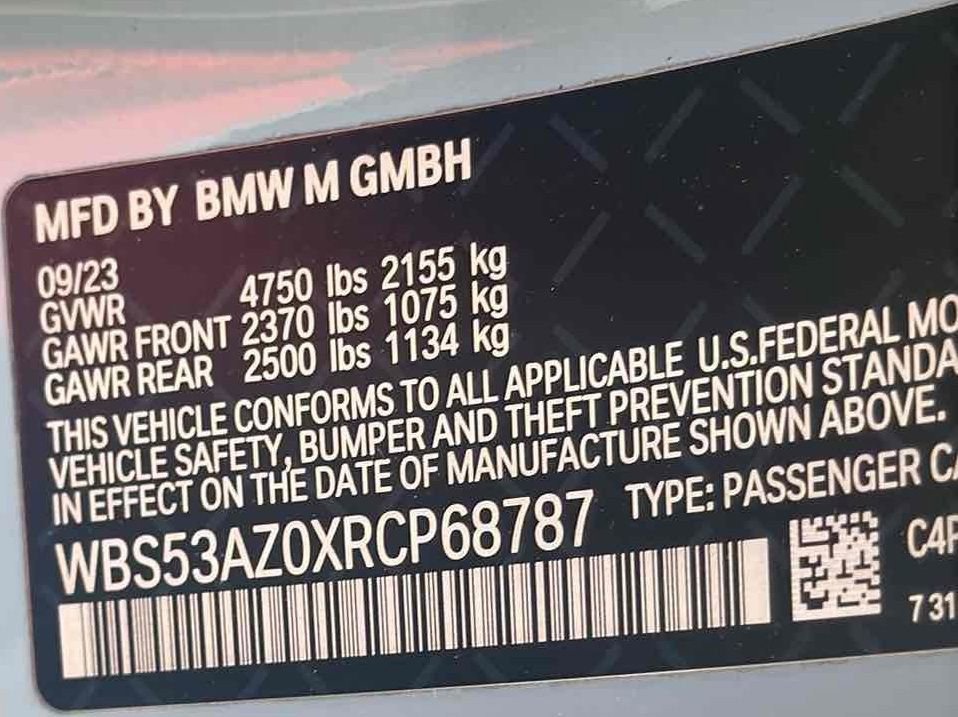 MFD BY BMW M GMBH
09/23
GVWR 4750 lbs 2155 kg
GAWR FRONT 2370 lbs 1075 kg
GAWR REAR 2500 lbs 1134 kg
THIS VEHICLE CONFORMS TO ALL APPLICABLE U.S.FEDERAL MO
VEHICLE SAFETY, BUMPER AND THEFT PREVENTION STANDA
IN EFFECT ON THE DATE OF MANUFACTURE SHOWN ABOVE.
WBS53AZ0XRCP68787 TYPE: PASSENGER CA
C4P
7 31